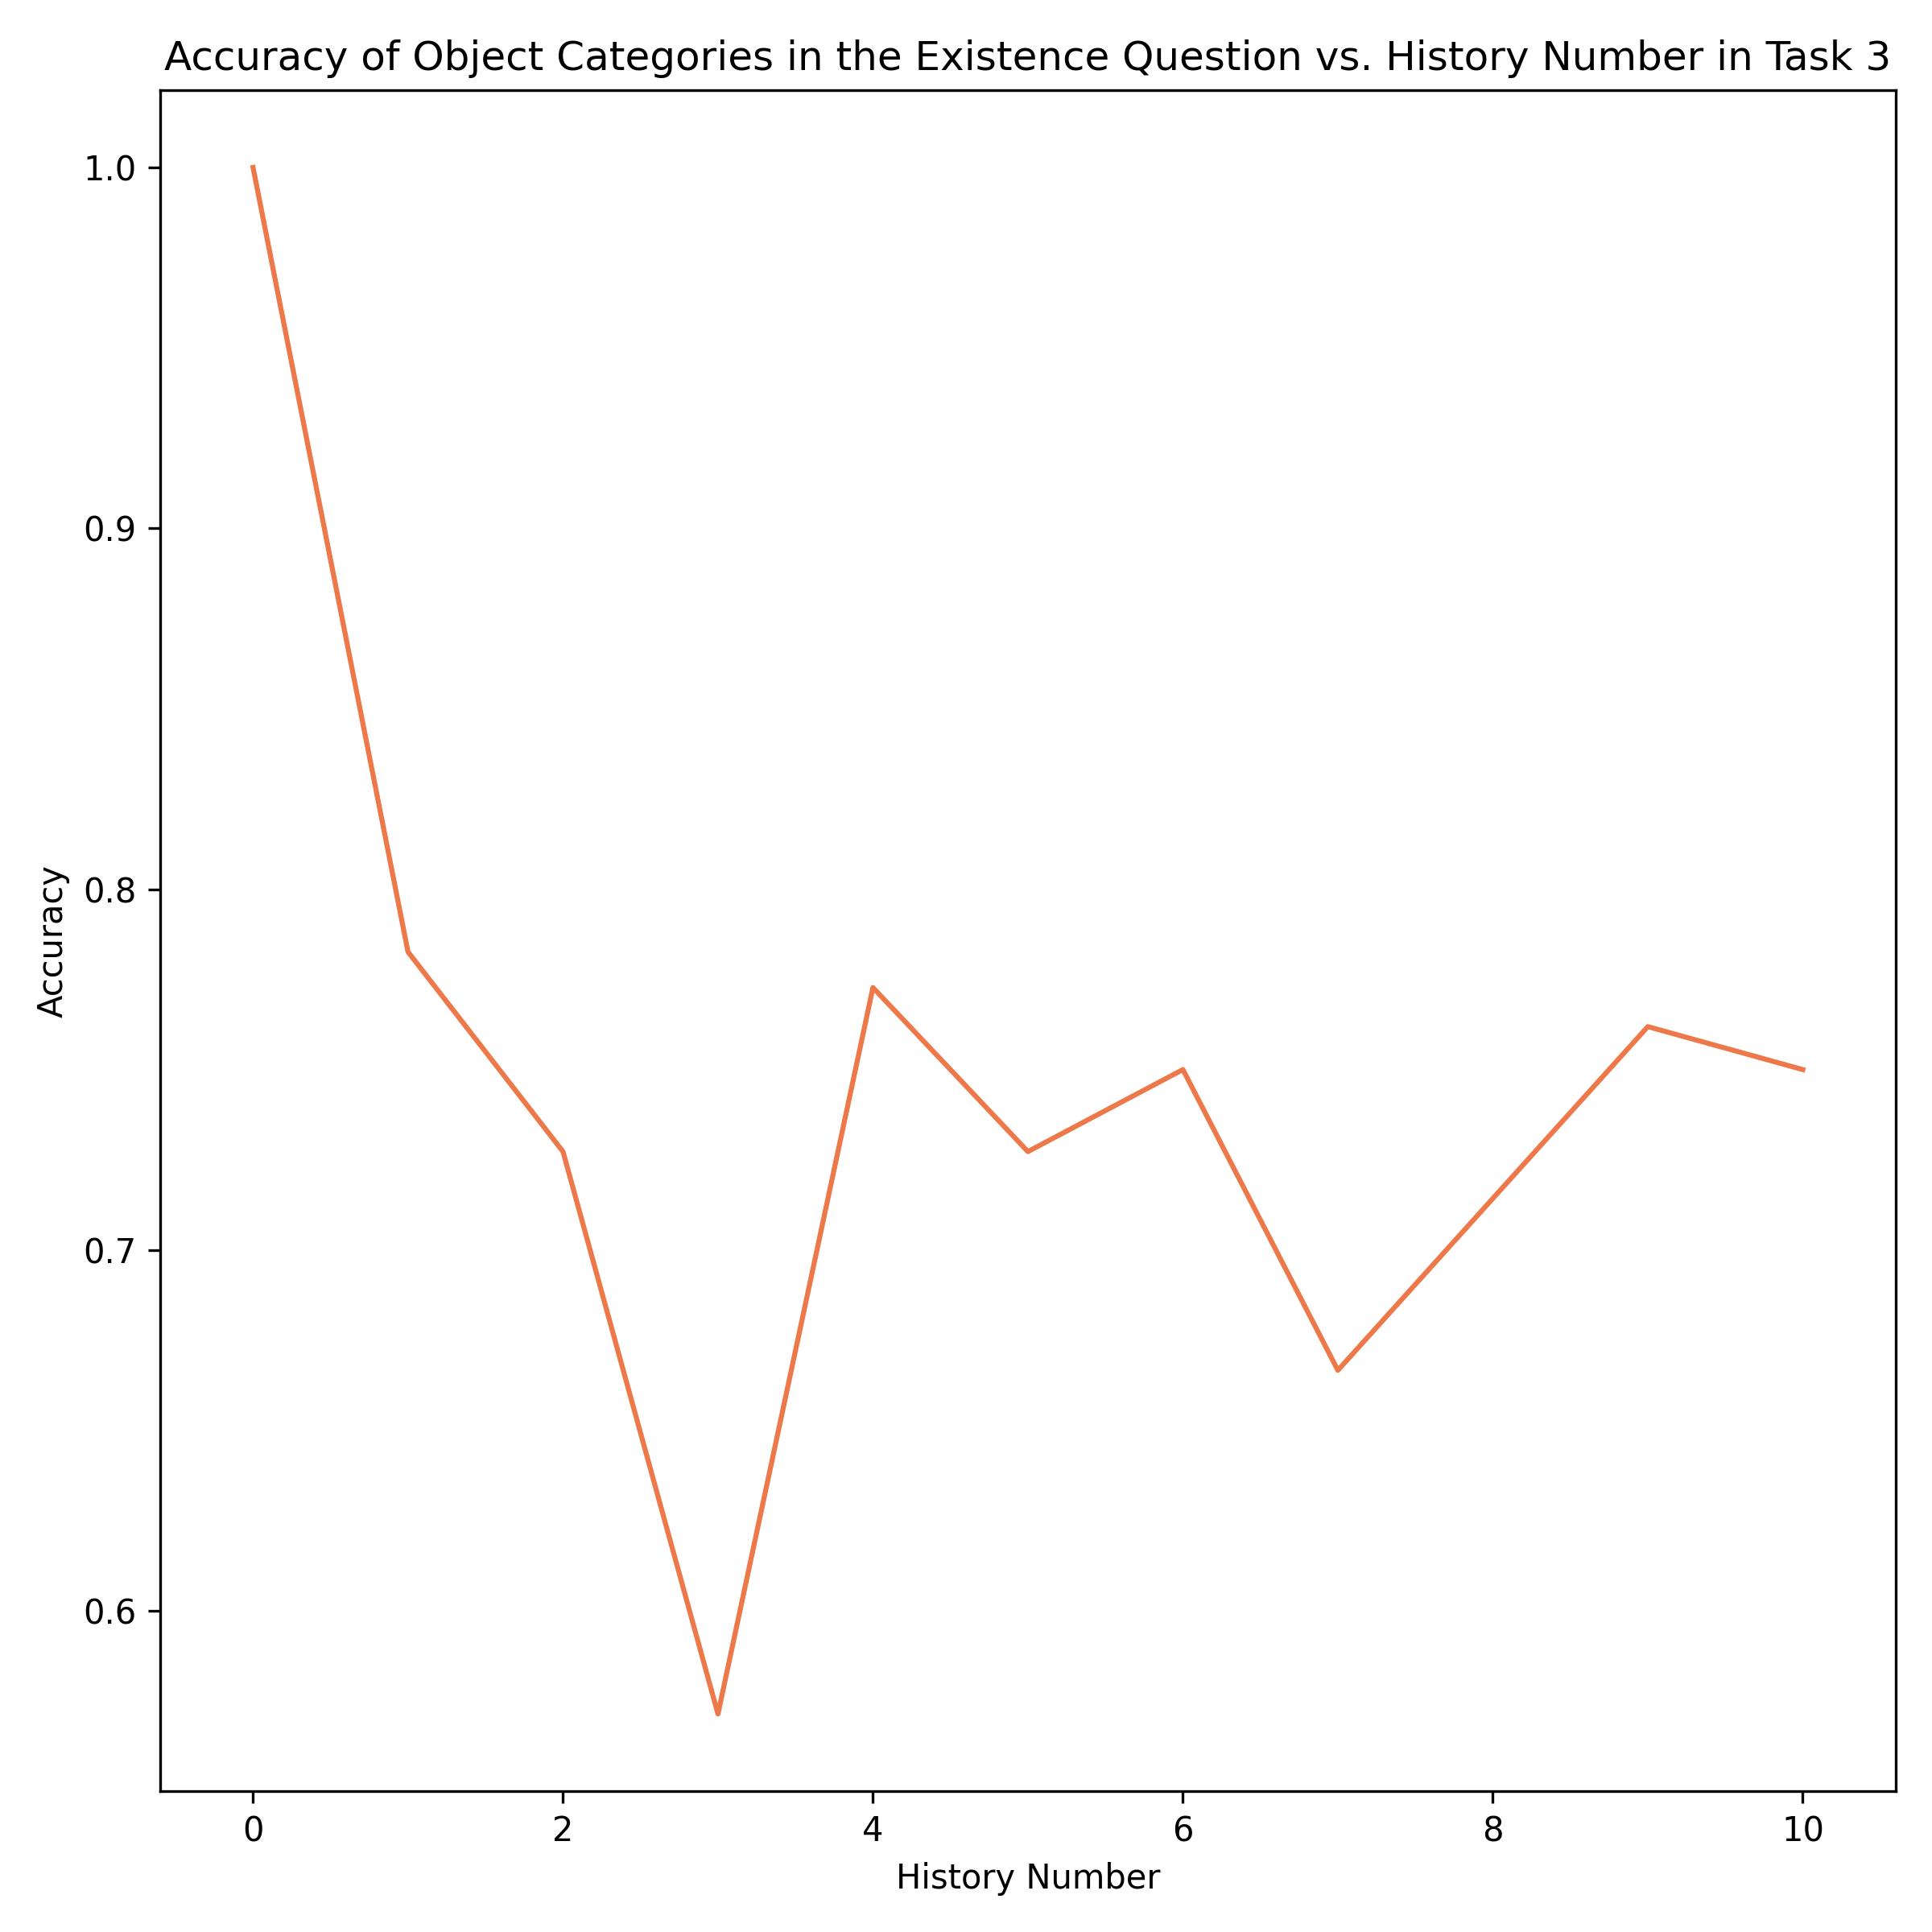 Accuracy of Object Categories in the Existence Question vs. History Number in Task 3
1.0
0.9
0.8
0.7
0.6
Accuracy
0 2 4 6 8 10
History Number